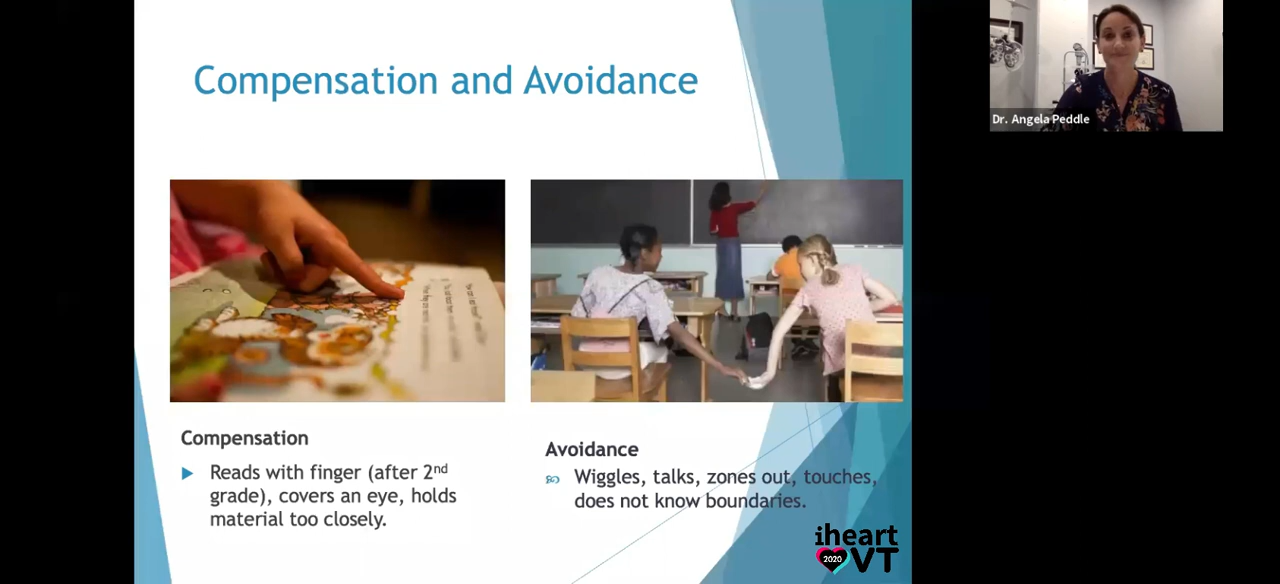 Compensation and Avoidance
Dr. Angela Peddle
Compensation
Reads with finger (after 2nd
grade), covers an eye, holds
material too closely.
Avoidance
Wiggles, talks, zones out, touches,
does not know boundaries.
iheart
2020 VT